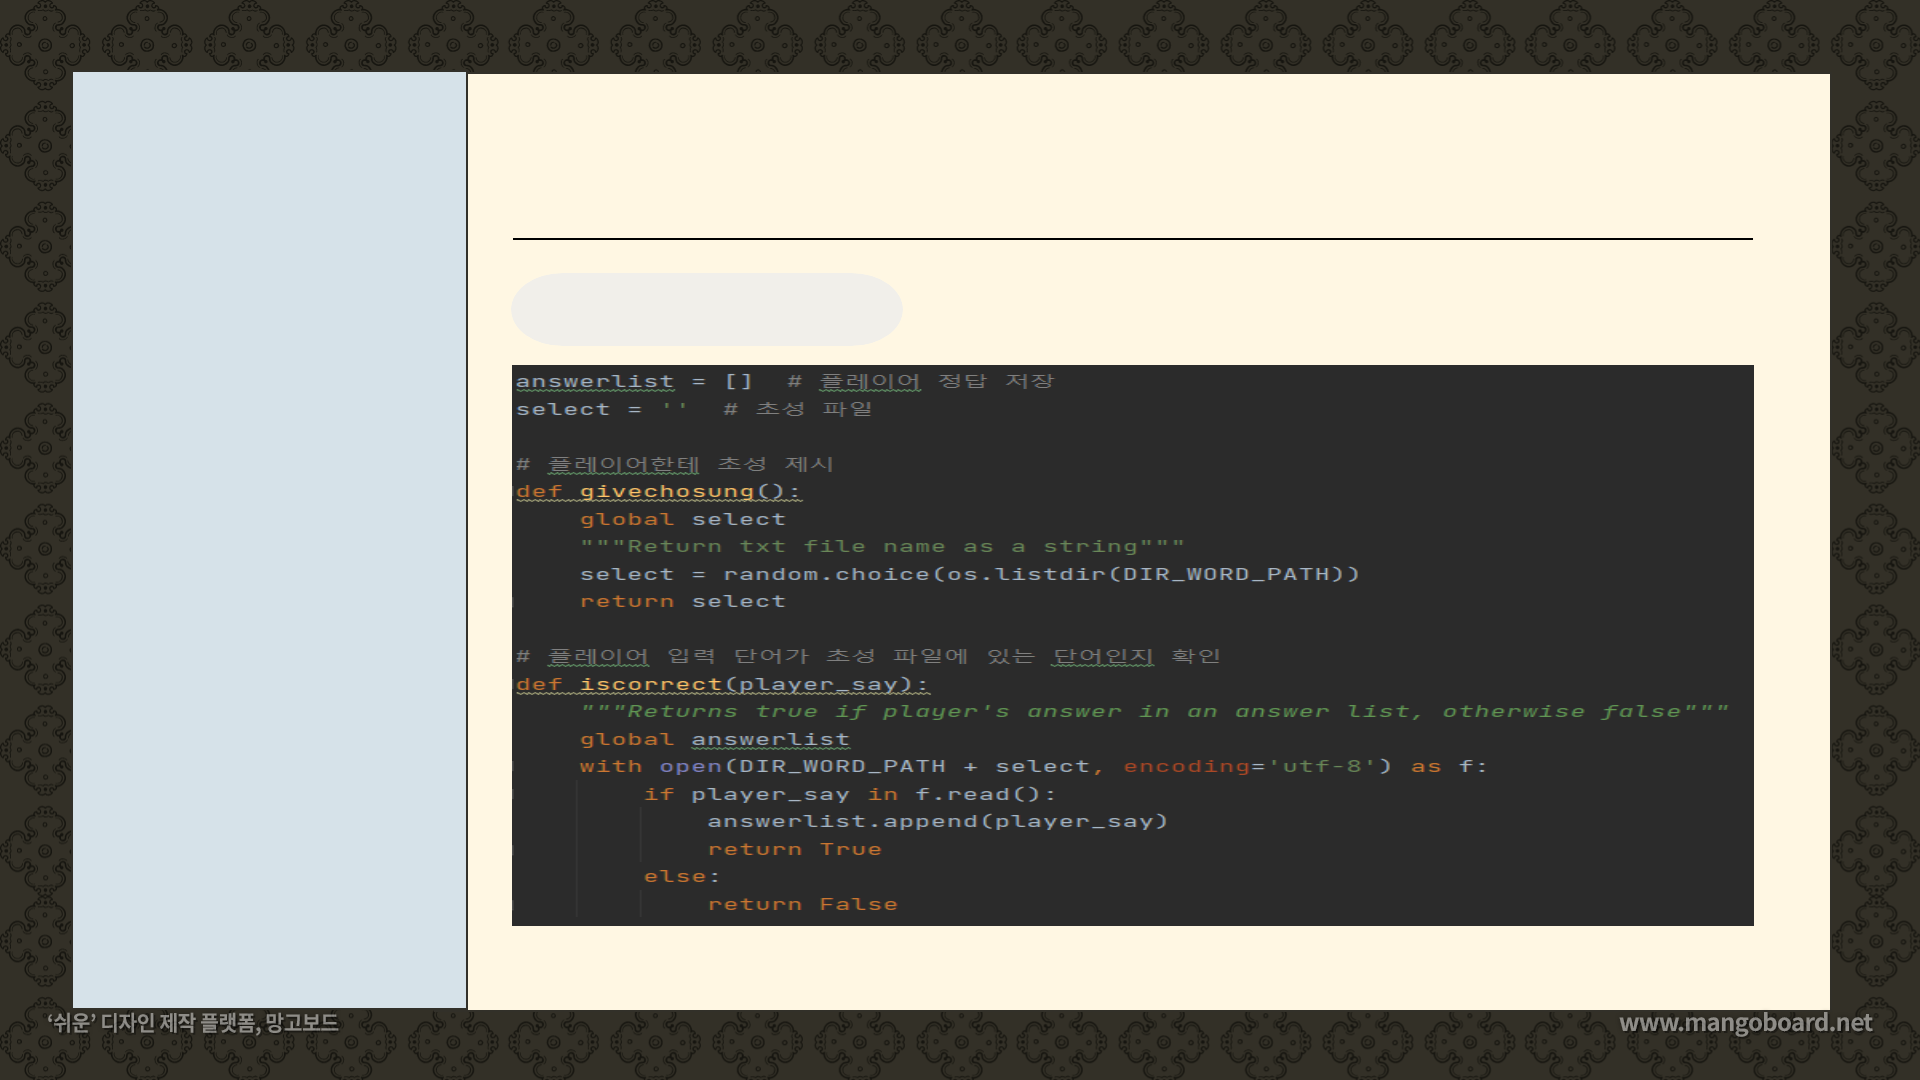 answerlist = []  # 플레이어 정답 저장
select = ''  # 초성 파일
# 플레이어한테 초성 제시
def givechosung():
    global select
    """Return txt file name as a string"""
    select = random.choice(os.listdir(DIR_WORD_PATH))
    return select
# 플레이어 입력 단어가 초성 파일에 있는 단어인지 확인
def iscorrect(player_say):
    """Returns true if player's answer in an answer list, otherwise false"""
    global answerlist
    with open(DIR_WORD_PATH + select, encoding='utf-8') as f:
        if player_say in f.read():
            answerlist.append(player_say)
            return True
        else:
            return False
‘쉬운’ 디자인 제작 플랫폼, 망고보드
www.mangoboard.net